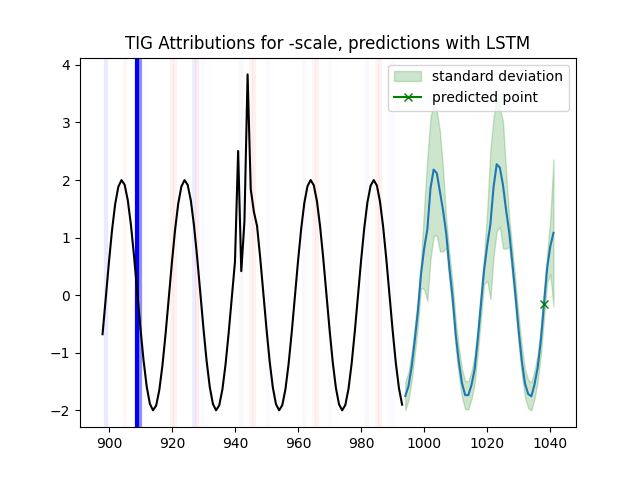 TIG Attributions for -scale, predictions with LSTM
standard deviation
predicted point
4
3
2
1
0
−1
−2
900 920 940 960 980 1000 1020 1040